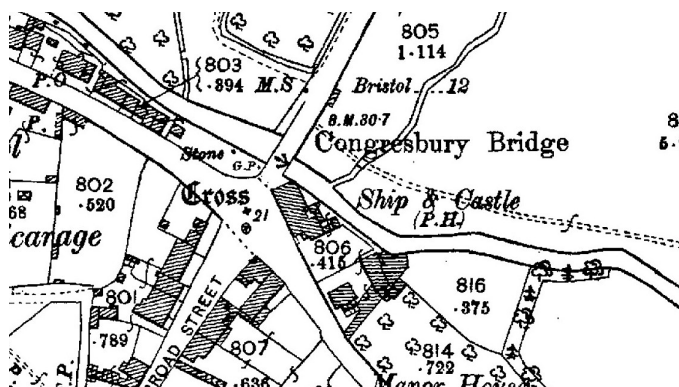 805
1·114
803
·394
M.S
Bristol 12
P.O
B.M.30·7
P.
Congresbury Bridge
Stone
G.P.
802
·520
Cross
Ship & Castle
(P.H.)
21
68
806
·415
carage
816
·375
801
·789
BROAD STREET
807
·636
814
·722
P.
Manor House